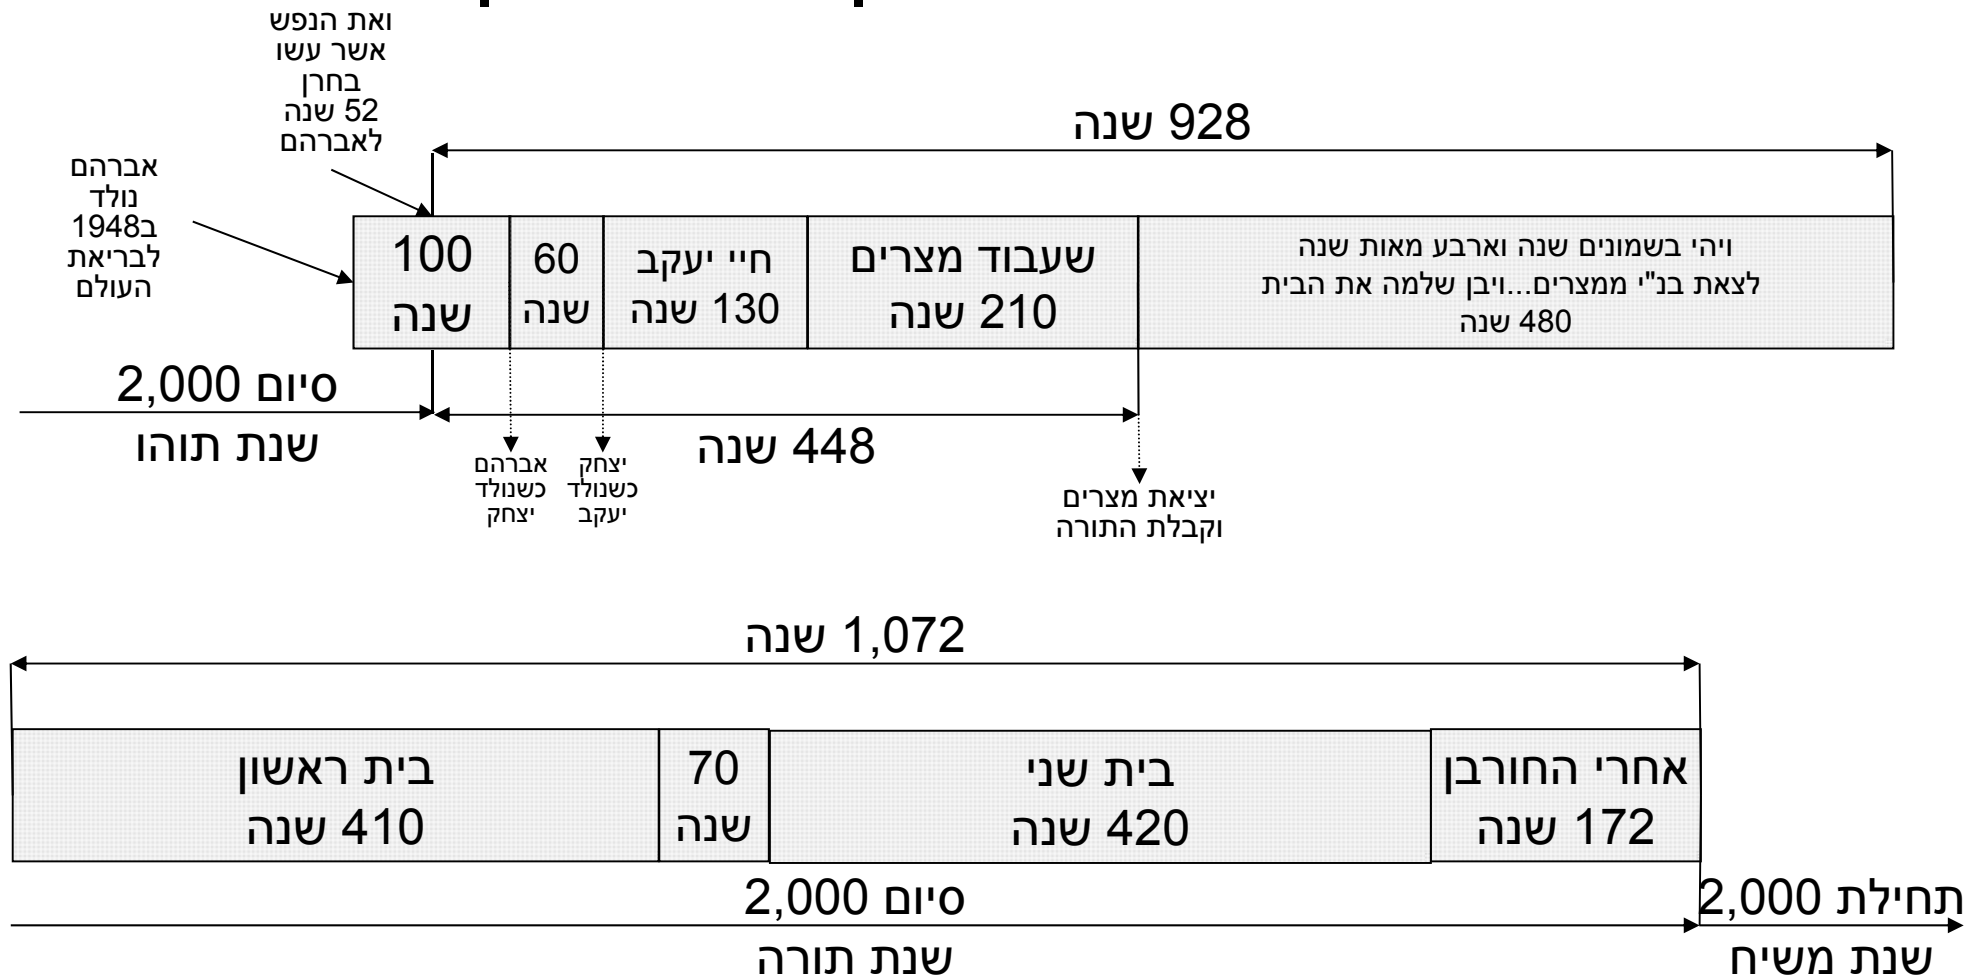 ואת הנפש
אשר עשו
בחרן
52 שנה
לאברהם
928 שנה
אברהם
נולד
ב1948
לבריאת
העולם
100
שנה
60
שנה
חיי יעקב
130 שנה
שעבוד מצרים
210 שנה
ויהי בשמונים שנה וארבע מאות שנה
לצאת בנ"י ממצרים...ויבן שלמה את הבית
480 שנה
סיום 2,000
שנת תוהו
448 שנה
אברהם
כשנולד
יצחק
יצחק
כשנולד
יעקב
יציאת מצרים
וקבלת התורה
1,072 שנה
בית ראשון
410 שנה
70
שנה
בית שני
420 שנה
אחרי החורבן
172 שנה
סיום 2,000
שנת תורה
תחילת 2,000
שנת משיח